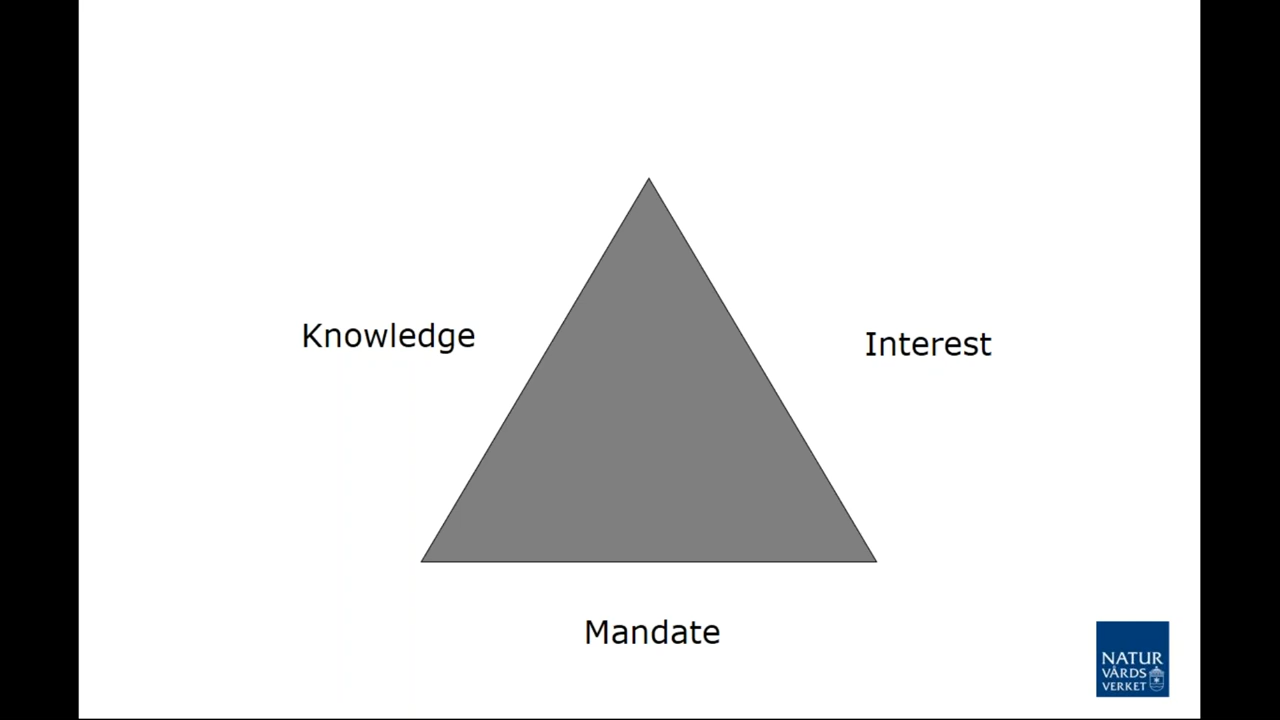 Knowledge
Interest
Mandate
NATUR
VÅRDS
VERKET